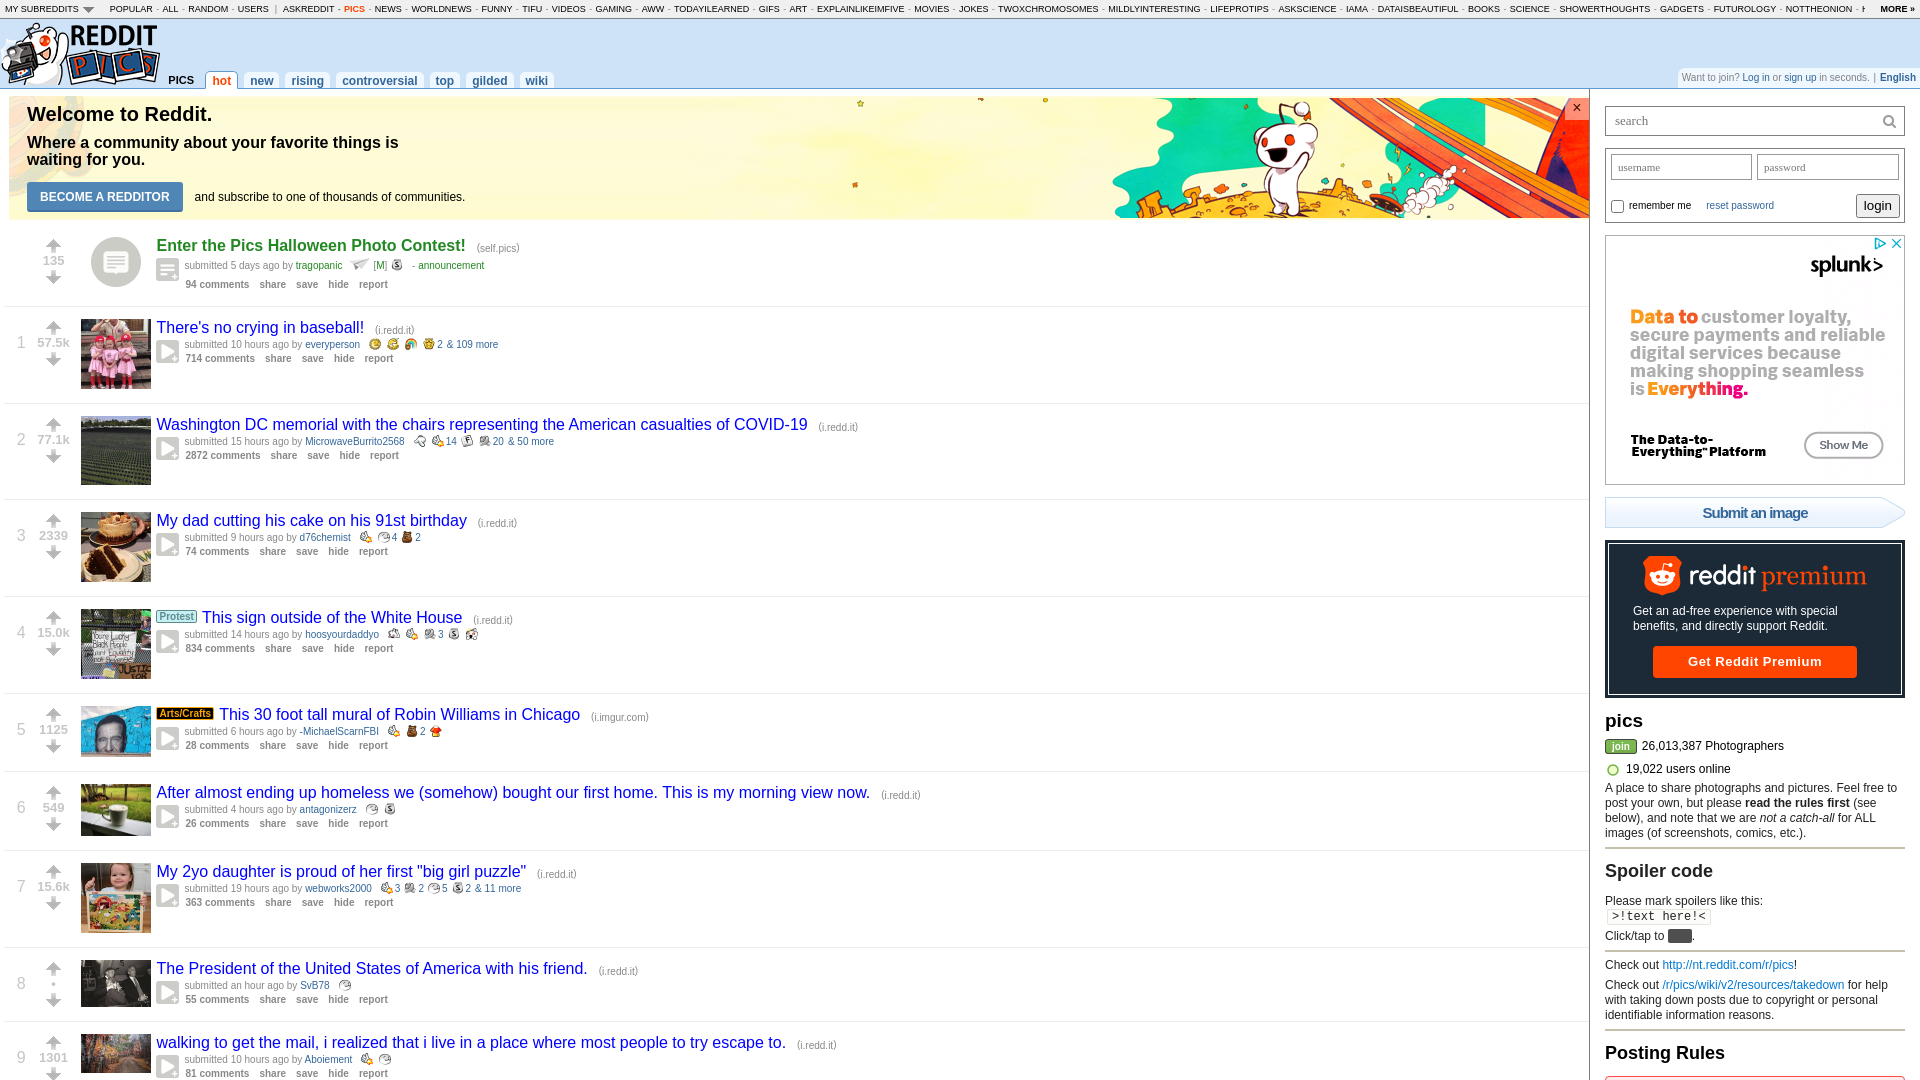 MY SUBREDDITS POPULAR - ALL - RANDOM - USERS | ASKREDDIT - PICS - NEWS - WORLDNEWS - FUNNY - TIFU - VIDEOS - GAMING - AWW - TODAYILEARNED - GIFS - ART - EXPLAINLIKEIMFIVE - MOVIES - JOKES - TWOXCHROMOSOMES - MILDLYINTERESTING - LIFEPROTIPS - ASKSCIENCE - IAMA - DATAISBEAUTIFUL - BOOKS - SCIENCE - SHOWERTHOUGHTS - GADGETS - FUTUROLOGY - NOTTHEONION - MORE »
REDDIT
PICS
PICS hot new rising controversial top gilded wiki
Want to join? Log in or sign up in seconds. | English
Welcome to Reddit.
Where a community about your favorite things is
waiting for you.
BECOME A REDDITOR and subscribe to one of thousands of communities.
×
135
Enter the Pics Halloween Photo Contest! (self.pics)
submitted 5 days ago by tragopanic [M] - announcement
94 comments share save hide report
1 57.5k
There's no crying in baseball! (i.redd.it)
submitted 10 hours ago by everyperson 2 & 109 more
714 comments share save hide report
2 77.1k
Washington DC memorial with the chairs representing the American casualties of COVID-19 (i.redd.it)
submitted 15 hours ago by MicrowaveBurrito2568 14 20 & 50 more
2872 comments share save hide report
3 2339
My dad cutting his cake on his 91st birthday (i.redd.it)
submitted 9 hours ago by d76chemist 4 2
74 comments share save hide report
4 15.0k
You're Lucky
Black People
want Equality
not Revenge
JUSTIC
FOR
Protest This sign outside of the White House (i.redd.it)
submitted 14 hours ago by hoosyourdaddyo 3
834 comments share save hide report
5 1125
Arts/Crafts This 30 foot tall mural of Robin Williams in Chicago (i.imgur.com)
submitted 6 hours ago by -MichaelScarnFBI 2
28 comments share save hide report
6 549
After almost ending up homeless we (somehow) bought our first home. This is my morning view now. (i.redd.it)
submitted 4 hours ago by antagonizerz
26 comments share save hide report
7 15.6k
My 2yo daughter is proud of her first "big girl puzzle" (i.redd.it)
submitted 19 hours ago by webworks2000 3 2 5 2 & 11 more
363 comments share save hide report
8 •
The President of the United States of America with his friend. (i.redd.it)
submitted an hour ago by SvB78
55 comments share save hide report
9 1301
walking to get the mail, i realized that i live in a place where most people to try escape to. (i.redd.it)
submitted 10 hours ago by Aboiement
81 comments share save hide report
search
username password
remember me reset password login
splunk>
Data to customer loyalty,
secure payments and reliable
digital services because
making shopping seamless
is Everything.
The Data-to-
Everything™ Platform
Show Me
Submit an image
reddit premium
Get an ad-free experience with special
benefits, and directly support Reddit.
Get Reddit Premium
pics
join 26,013,387 Photographers
19,022 users online
A place to share photographs and pictures. Feel free to
post your own, but please read the rules first (see
below), and note that we are not a catch-all for ALL
images (of screenshots, comics, etc.).
Spoiler code
Please mark spoilers like this:
>!text here!<
Click/tap to .
Check out http://nt.reddit.com/r/pics!
Check out /r/pics/wiki/v2/resources/takedown for help
with taking down posts due to copyright or personal
identifiable information reasons.
Posting Rules